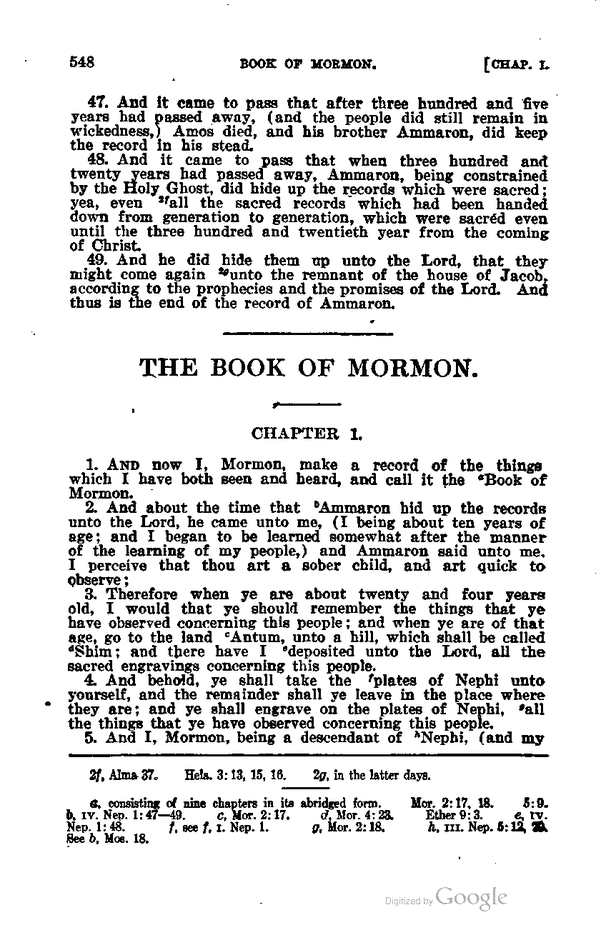 548 BOOK OF MORMON. [CHAP. I.
47. And it came to pass that after three hundred and five
years had passed away, (and the people did still remain in
wickedness,) Amos died, and his brother Ammaron, did keep
the record in his stead.
48. And it came to pass that when three hundred and
twenty years had passed away, Ammaron, being constrained
by the Holy Ghost, did hide up the records which were sacred;
yea, even 2fall the sacred records which had been handed
down from generation to generation, which were sacred even
until the three hundred and twentieth year from the coming
of Christ.
49. And he did hide them up unto the Lord, that they
might come again 2gunto the remnant of the house of Jacob,
according to the prophecies and the promises of the Lord. And
thus is the end of the record of Ammaron.
THE BOOK OF MORMON.
CHAPTER 1.
1. AND now I, Mormon, make a record of the things
which I have both seen and heard, and call it the aBook of
Mormon.
2. And about the time that bAmmaron hid up the records
unto the Lord, he came unto me, (I being about ten years of
age; and I began to be learned somewhat after the manner
of the learning of my people,) and Ammaron said unto me.
I perceive that thou art a sober child, and art quick to
observe;
3. Therefore when ye are about twenty and four years
old, I would that ye should remember the things that ye
have observed concerning this people; and when ye are of that
age, go to the land cAntum, unto a hill, which shall be called
dShim; and there have I edeposited unto the Lord, all the
sacred engravings concerning this people.
4. And behold, ye shall take the fplates of Nephi unto
yourself, and the remainder shall ye leave in the place where
they are; and ye shall engrave on the plates of Nephi, gall
the things that ye have observed concerning this people.
5. And I, Mormon, being a descendant of hNephi, (and my
2f, Alma 37. Hela. 3:13, 15, 16. 2g, in the latter days.
a, consisting of nine chapters in its abridged form. Mor. 2:17, 18. 5:9.
b, IV. Nep. 1:47—49. c, Mor. 2:17. d, Mor. 4:23. Ether 9:3. e, IV.
Nep. 1:48. f, see f, I. Nep. 1. g, Mor. 2:18. h, III. Nep. 5:12,
See b, Mos. 18.
Digitized by Google